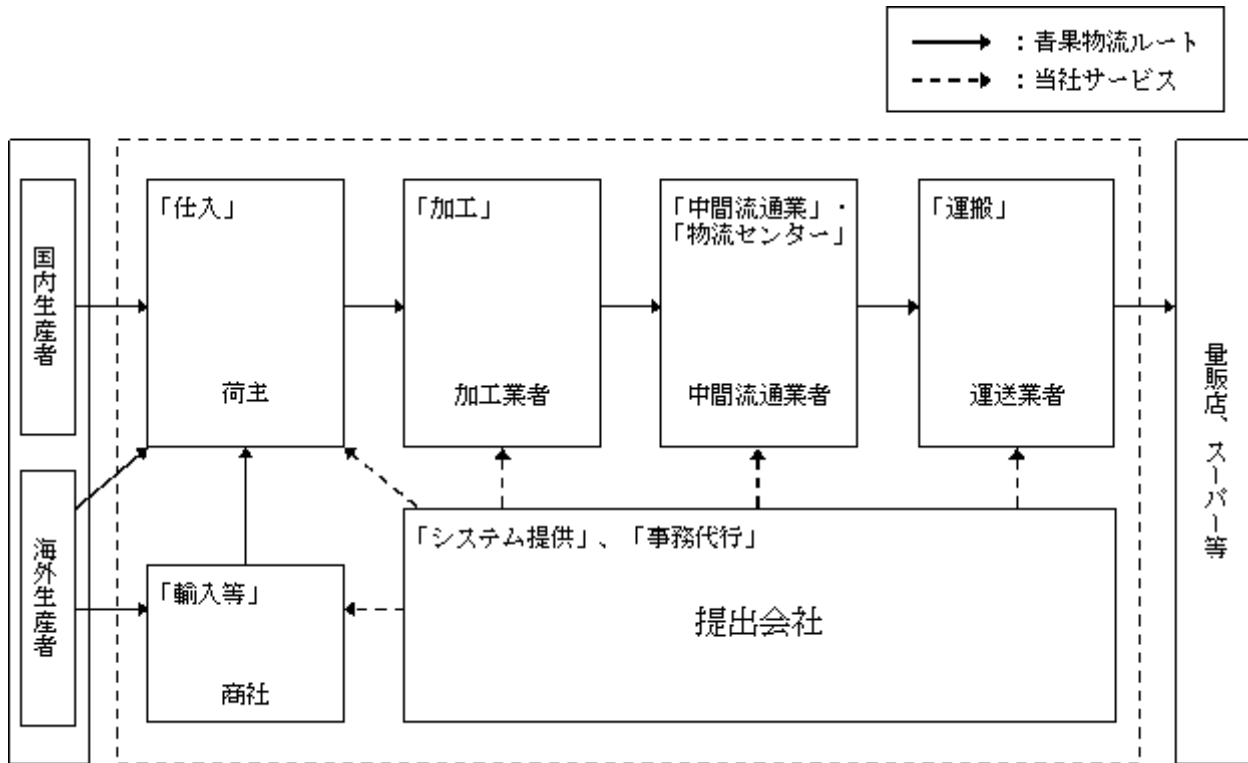 ：青果物流ルート
：当社サービス
国内生産者
海外生産者
「仕入」
荷主
「加工」
加工業者
「中間流通業」・
「物流センター」
中間流通業者
「運搬」
運送業者
「輸入等」
商社
「システム提供」、「事務代行」
提出会社
量販店、スーパー等